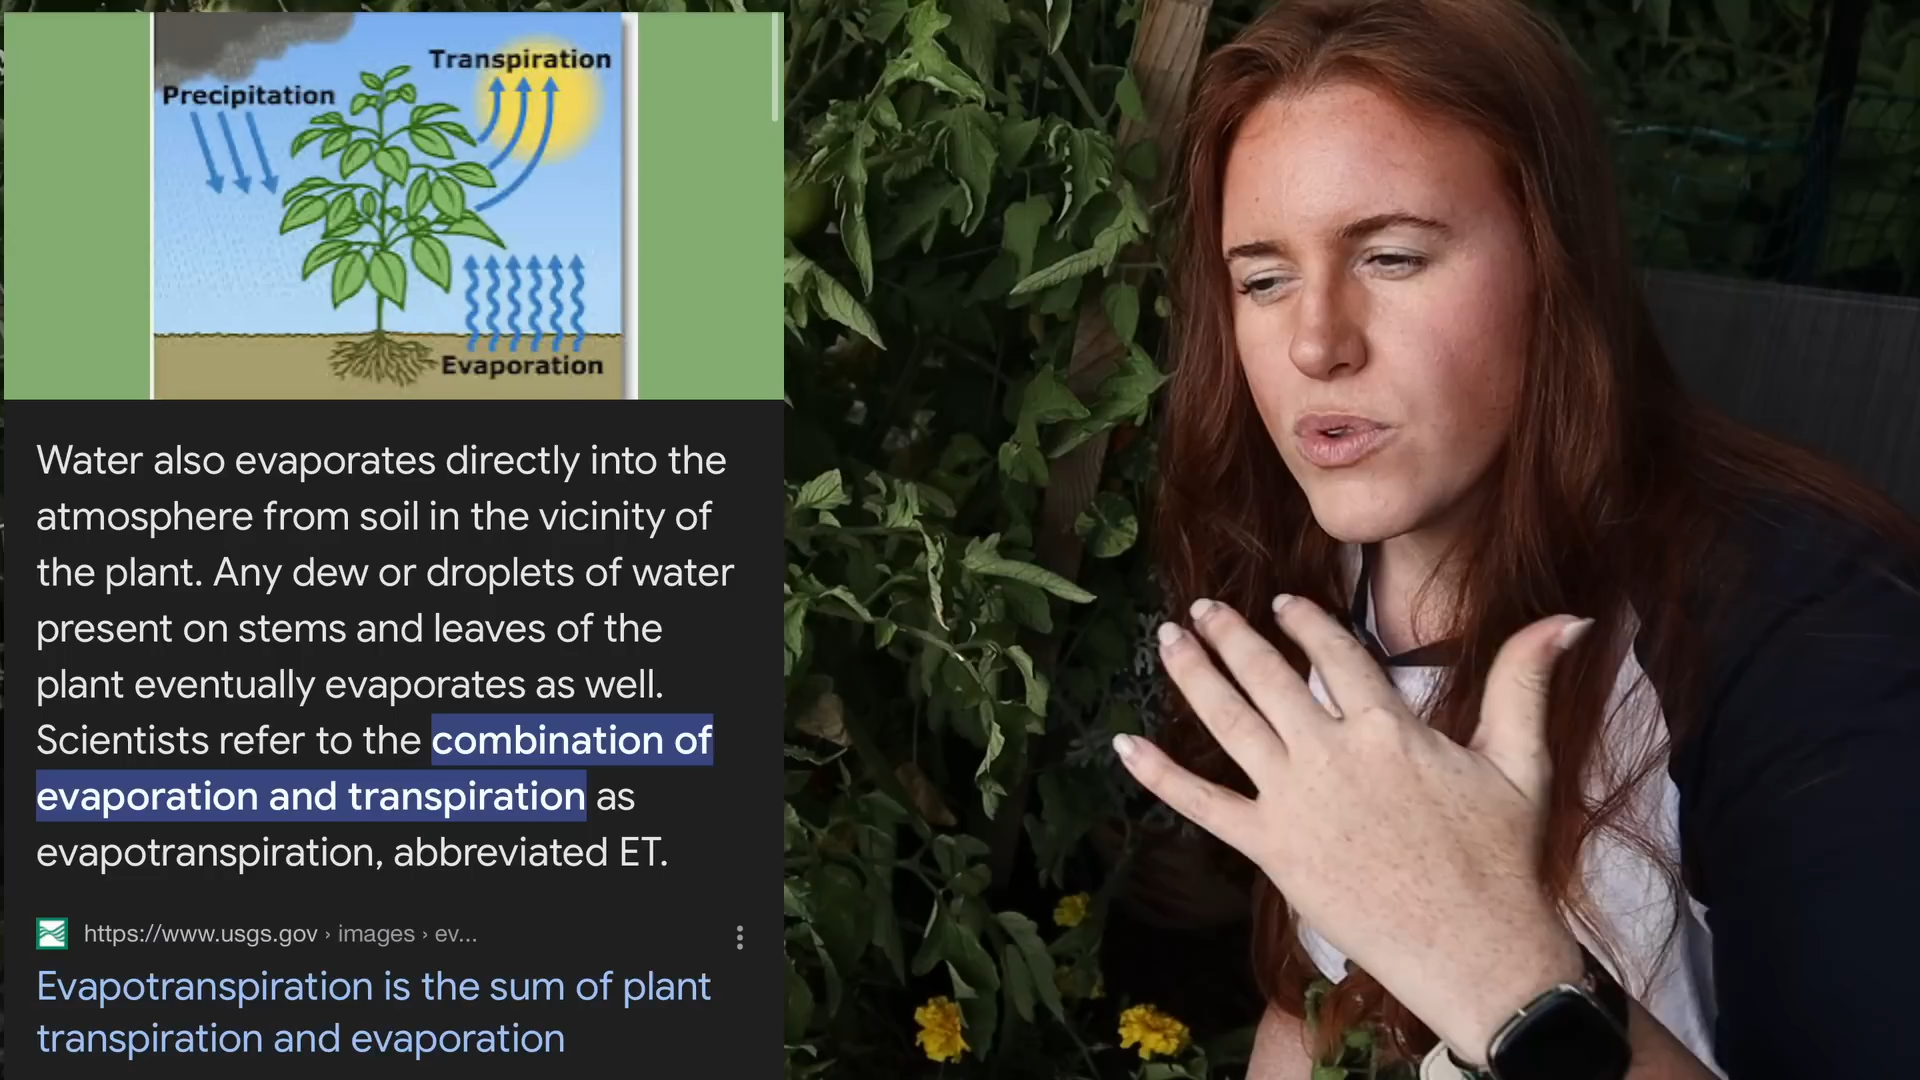 Transpiration
Precipitation
Evaporation
Water also evaporates directly into the
atmosphere from soil in the vicinity of
the plant. Any dew or droplets of water
present on stems and leaves of the
plant eventually evaporates as well.
Scientists refer to the combination of
evaporation and transpiration as
evapotranspiration, abbreviated ET.
https://www.usgs.gov › images › ev...
Evapotranspiration is the sum of plant
transpiration and evaporation